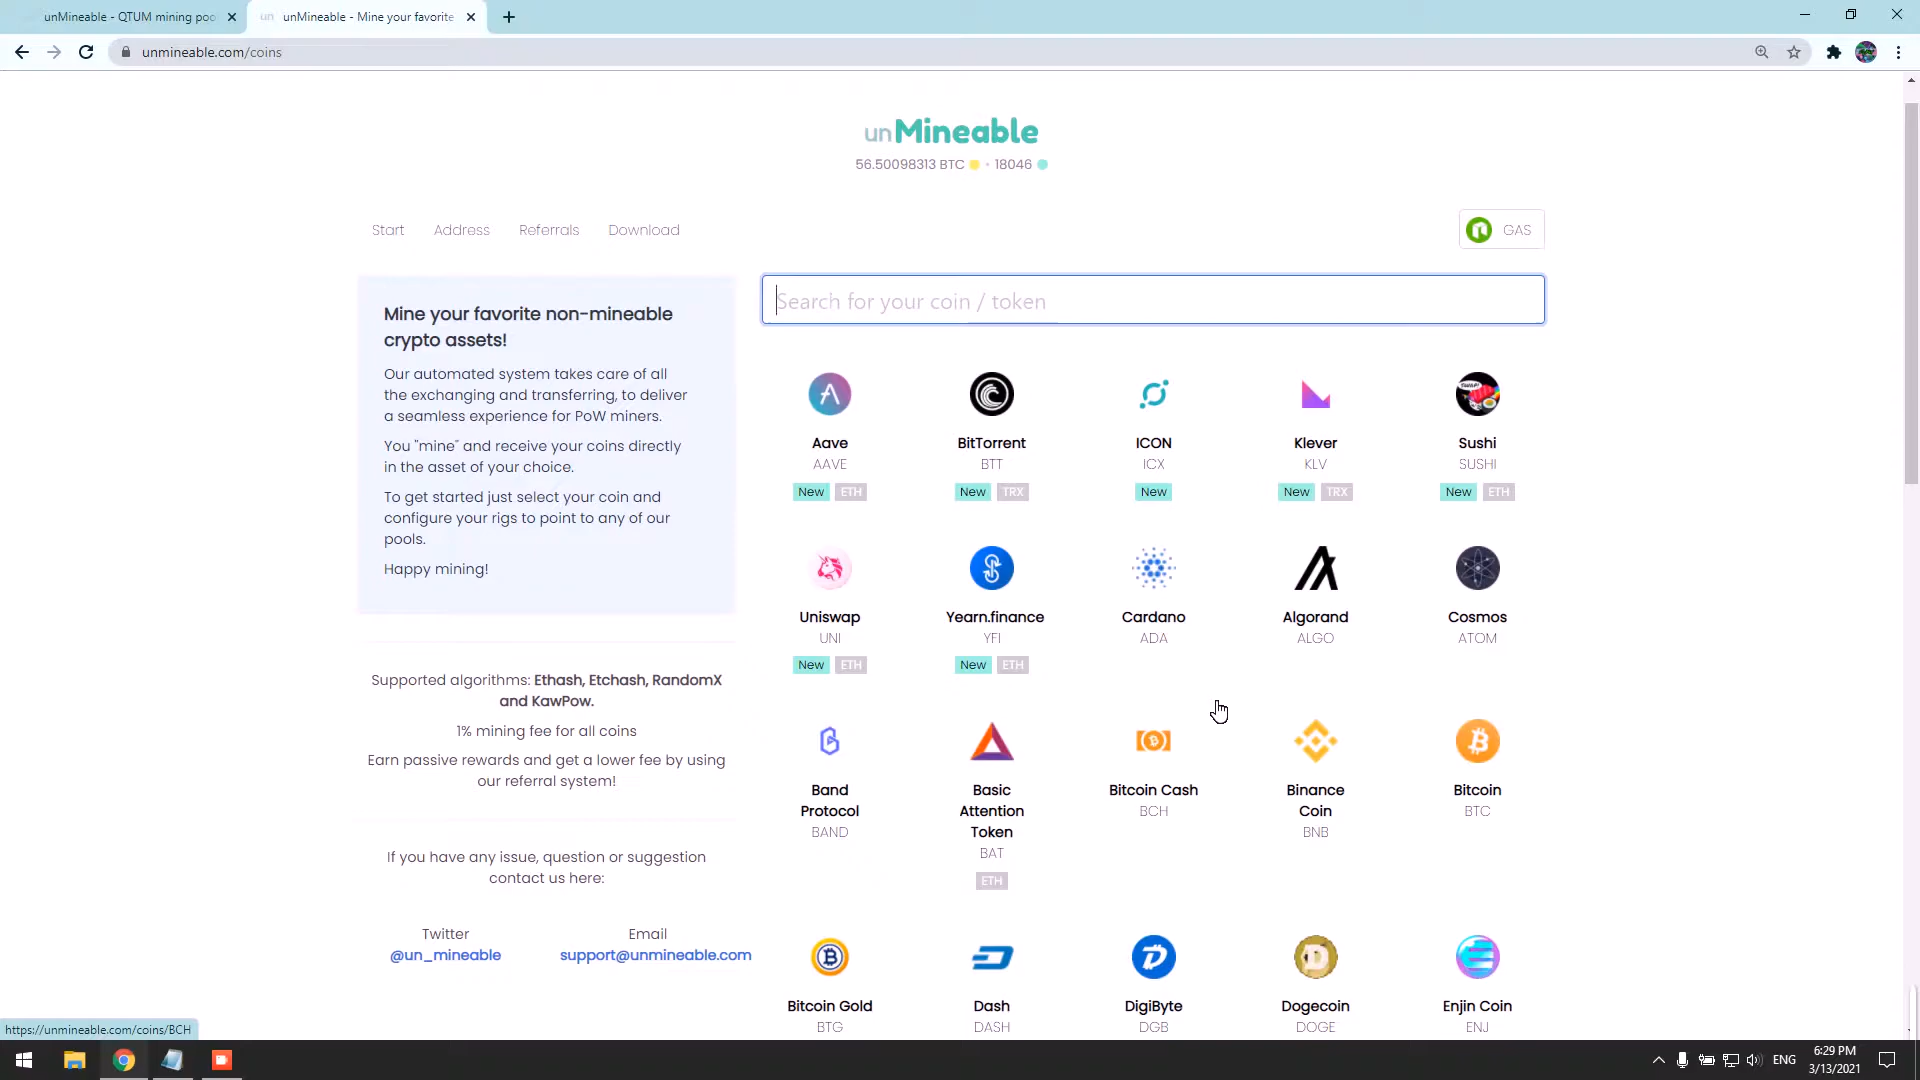 unMineable - QTUM mining poo
unMineable - Mine your favorite
unmineable.com/coins
unMineable
56.50098313 BTC • 18046
Start
Address
Referrals
Download
GAS
Mine your favorite non-mineable
crypto assets!
Our automated system takes care of all
the exchanging and transferring, to deliver
a seamless experience for PoW miners.
You "mine" and receive your coins directly
in the asset of your choice.
To get started just select your coin and
configure your rigs to point to any of our
pools.
Happy mining!
Supported algorithms: Ethash, Etchash, RandomX
and KawPow.
1% mining fee for all coins
Earn passive rewards and get a lower fee by using
our referral system!
If you have any issue, question or suggestion
contact us here:
Twitter
@un_mineable
Email
support@unmineable.com
Search for your coin / token
Aave
AAVE
New ETH
BitTorrent
BTT
New TRX
ICON
ICX
New
Klever
KLV
New TRX
SWAP!
Sushi
SUSHI
New ETH
Uniswap
UNI
New ETH
Yearn.finance
YFI
New ETH
Cardano
ADA
Algorand
ALGO
Cosmos
ATOM
Band
Protocol
BAND
Basic
Attention
Token
BAT
ETH
Bitcoin Cash
BCH
Binance
Coin
BNB
Bitcoin
BTC
Bitcoin Gold
BTG
Dash
DASH
DigiByte
DGB
Dogecoin
DOGE
Enjin Coin
ENJ
https://unmineable.com/coins/BCH
ENG
6:29 PM
3/13/2021